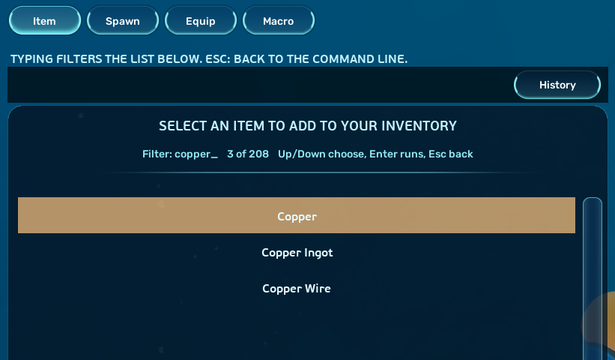 Item Spawn Equip Macro
TYPING FILTERS THE LIST BELOW. ESC: BACK TO THE COMMAND LINE.
History
SELECT AN ITEM TO ADD TO YOUR INVENTORY
Filter: copper_ 3 of 208 Up/Down choose, Enter runs, Esc back
Copper
Copper Ingot
Copper Wire